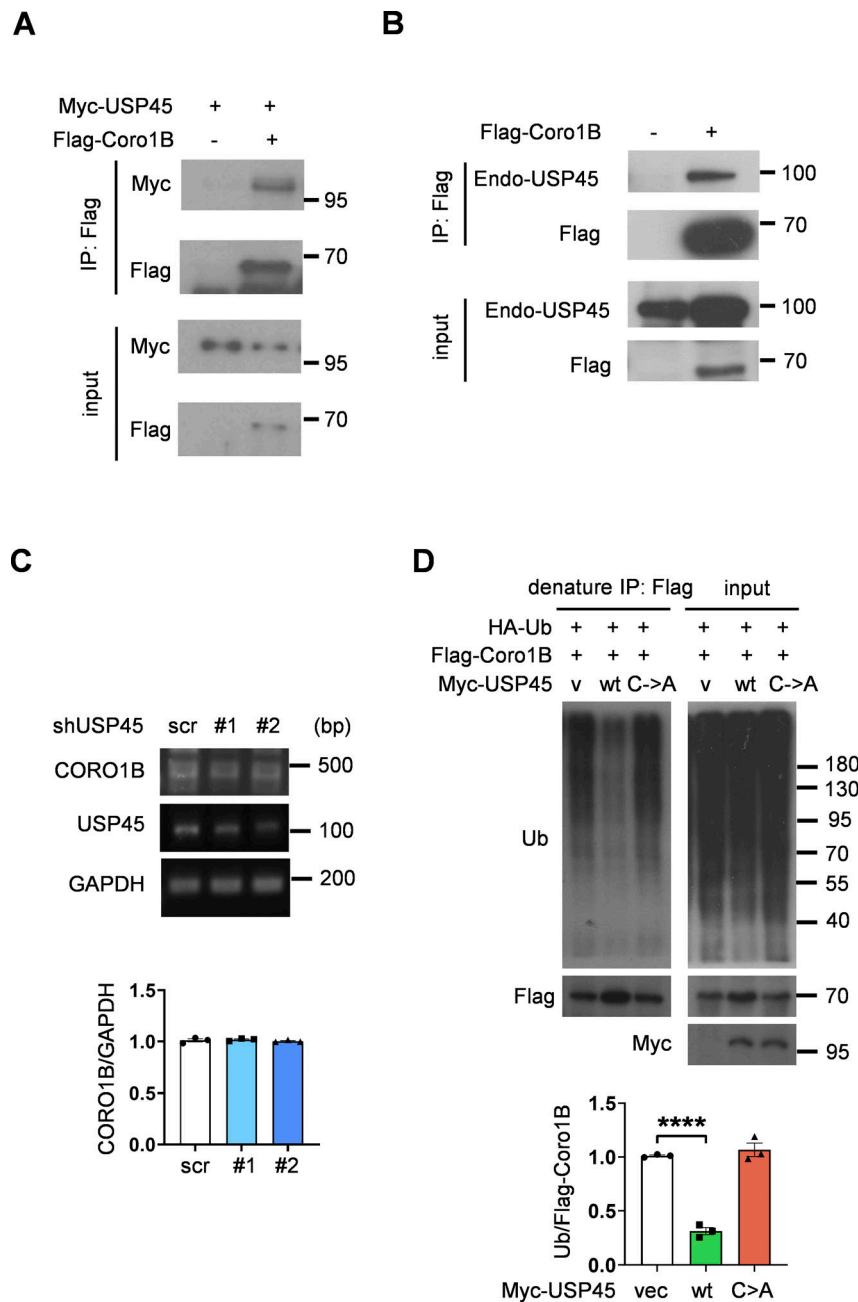 A
Myc-USP45 + +
Flag-Coro1B - +
IP: Flag
Myc
95
Flag
70
input
Myc
95
Flag
70
B
Flag-Coro1B - +
IP: Flag
Endo-USP45
100
Flag
70
input
Endo-USP45
100
Flag
70
C
shUSP45 scr #1 #2 (bp)
CORO1B 500
USP45 100
GAPDH 200
CORO1B/GAPDH
1.5
1.0
0.5
0.0
scr #1 #2
D
denature IP: Flag input
HA-Ub + + + + + +
Flag-Coro1B + + + + + +
Myc-USP45 v wt C->A v wt C->A
Ub
180
130
95
70
55
40
Flag 70
Myc 95
Ub/Flag-Coro1B
1.5
1.0
0.5
0.0
****
Myc-USP45 vec wt C>A